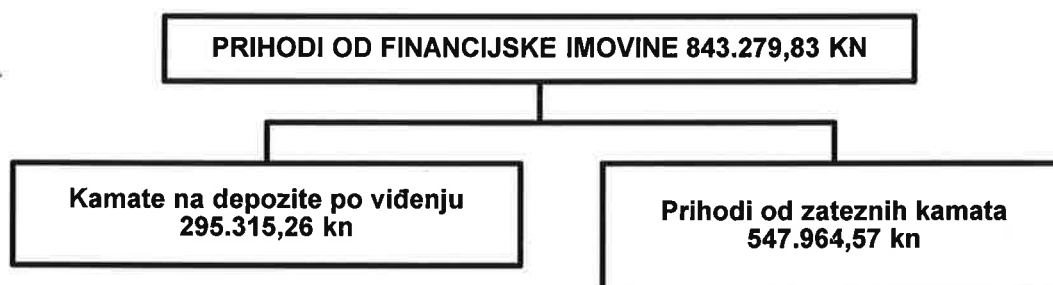 PRIHODI OD FINANCIJSKE IMOVINE 843.279,83 KN
Kamate na depozite po viđenju
295.315,26 kn
Prihodi od zateznih kamata
547.964,57 kn